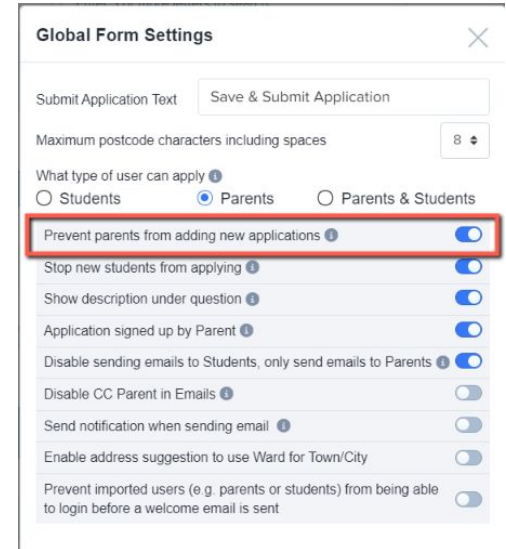 Global Form Settings
Submit Application Text
Save & Submit Application
Maximum postcode characters including spaces
8
What type of user can apply
Students
Parents
Parents & Students
Prevent parents from adding new applications
Stop new students from applying
Show description under question
Application signed up by Parent
Disable sending emails to Students, only send emails to Parents
Disable CC Parent in Emails
Send notification when sending email
Enable address suggestion to use Ward for Town/City
Prevent imported users (e.g. parents or students) from being able
to login before a welcome email is sent